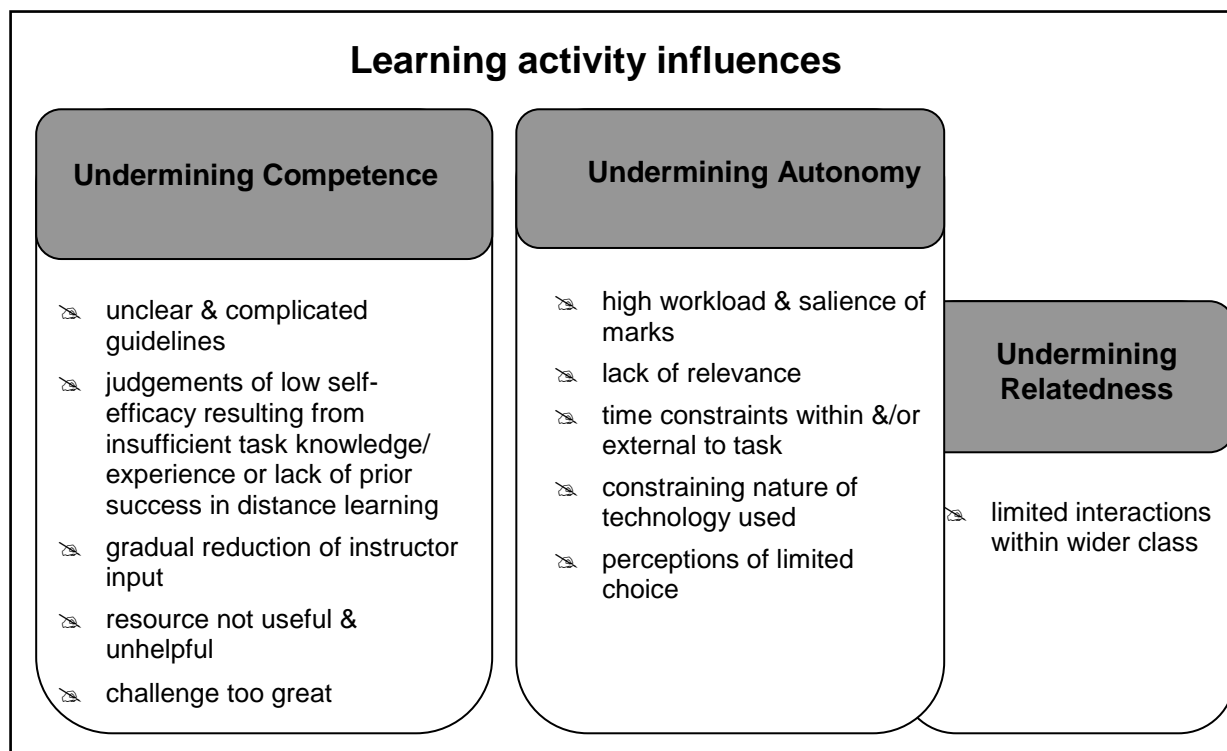 Learning activity influences
Undermining Competence
unclear & complicated
guidelines
judgements of low self-
efficacy resulting from
insufficient task knowledge/
experience or lack of prior
success in distance learning
gradual reduction of instructor
input
resource not useful &
unhelpful
challenge too great
Undermining Autonomy
high workload & salience of
marks
lack of relevance
time constraints within &/or
external to task
constraining nature of
technology used
perceptions of limited
choice
Undermining
Relatedness
limited interactions
within wider class